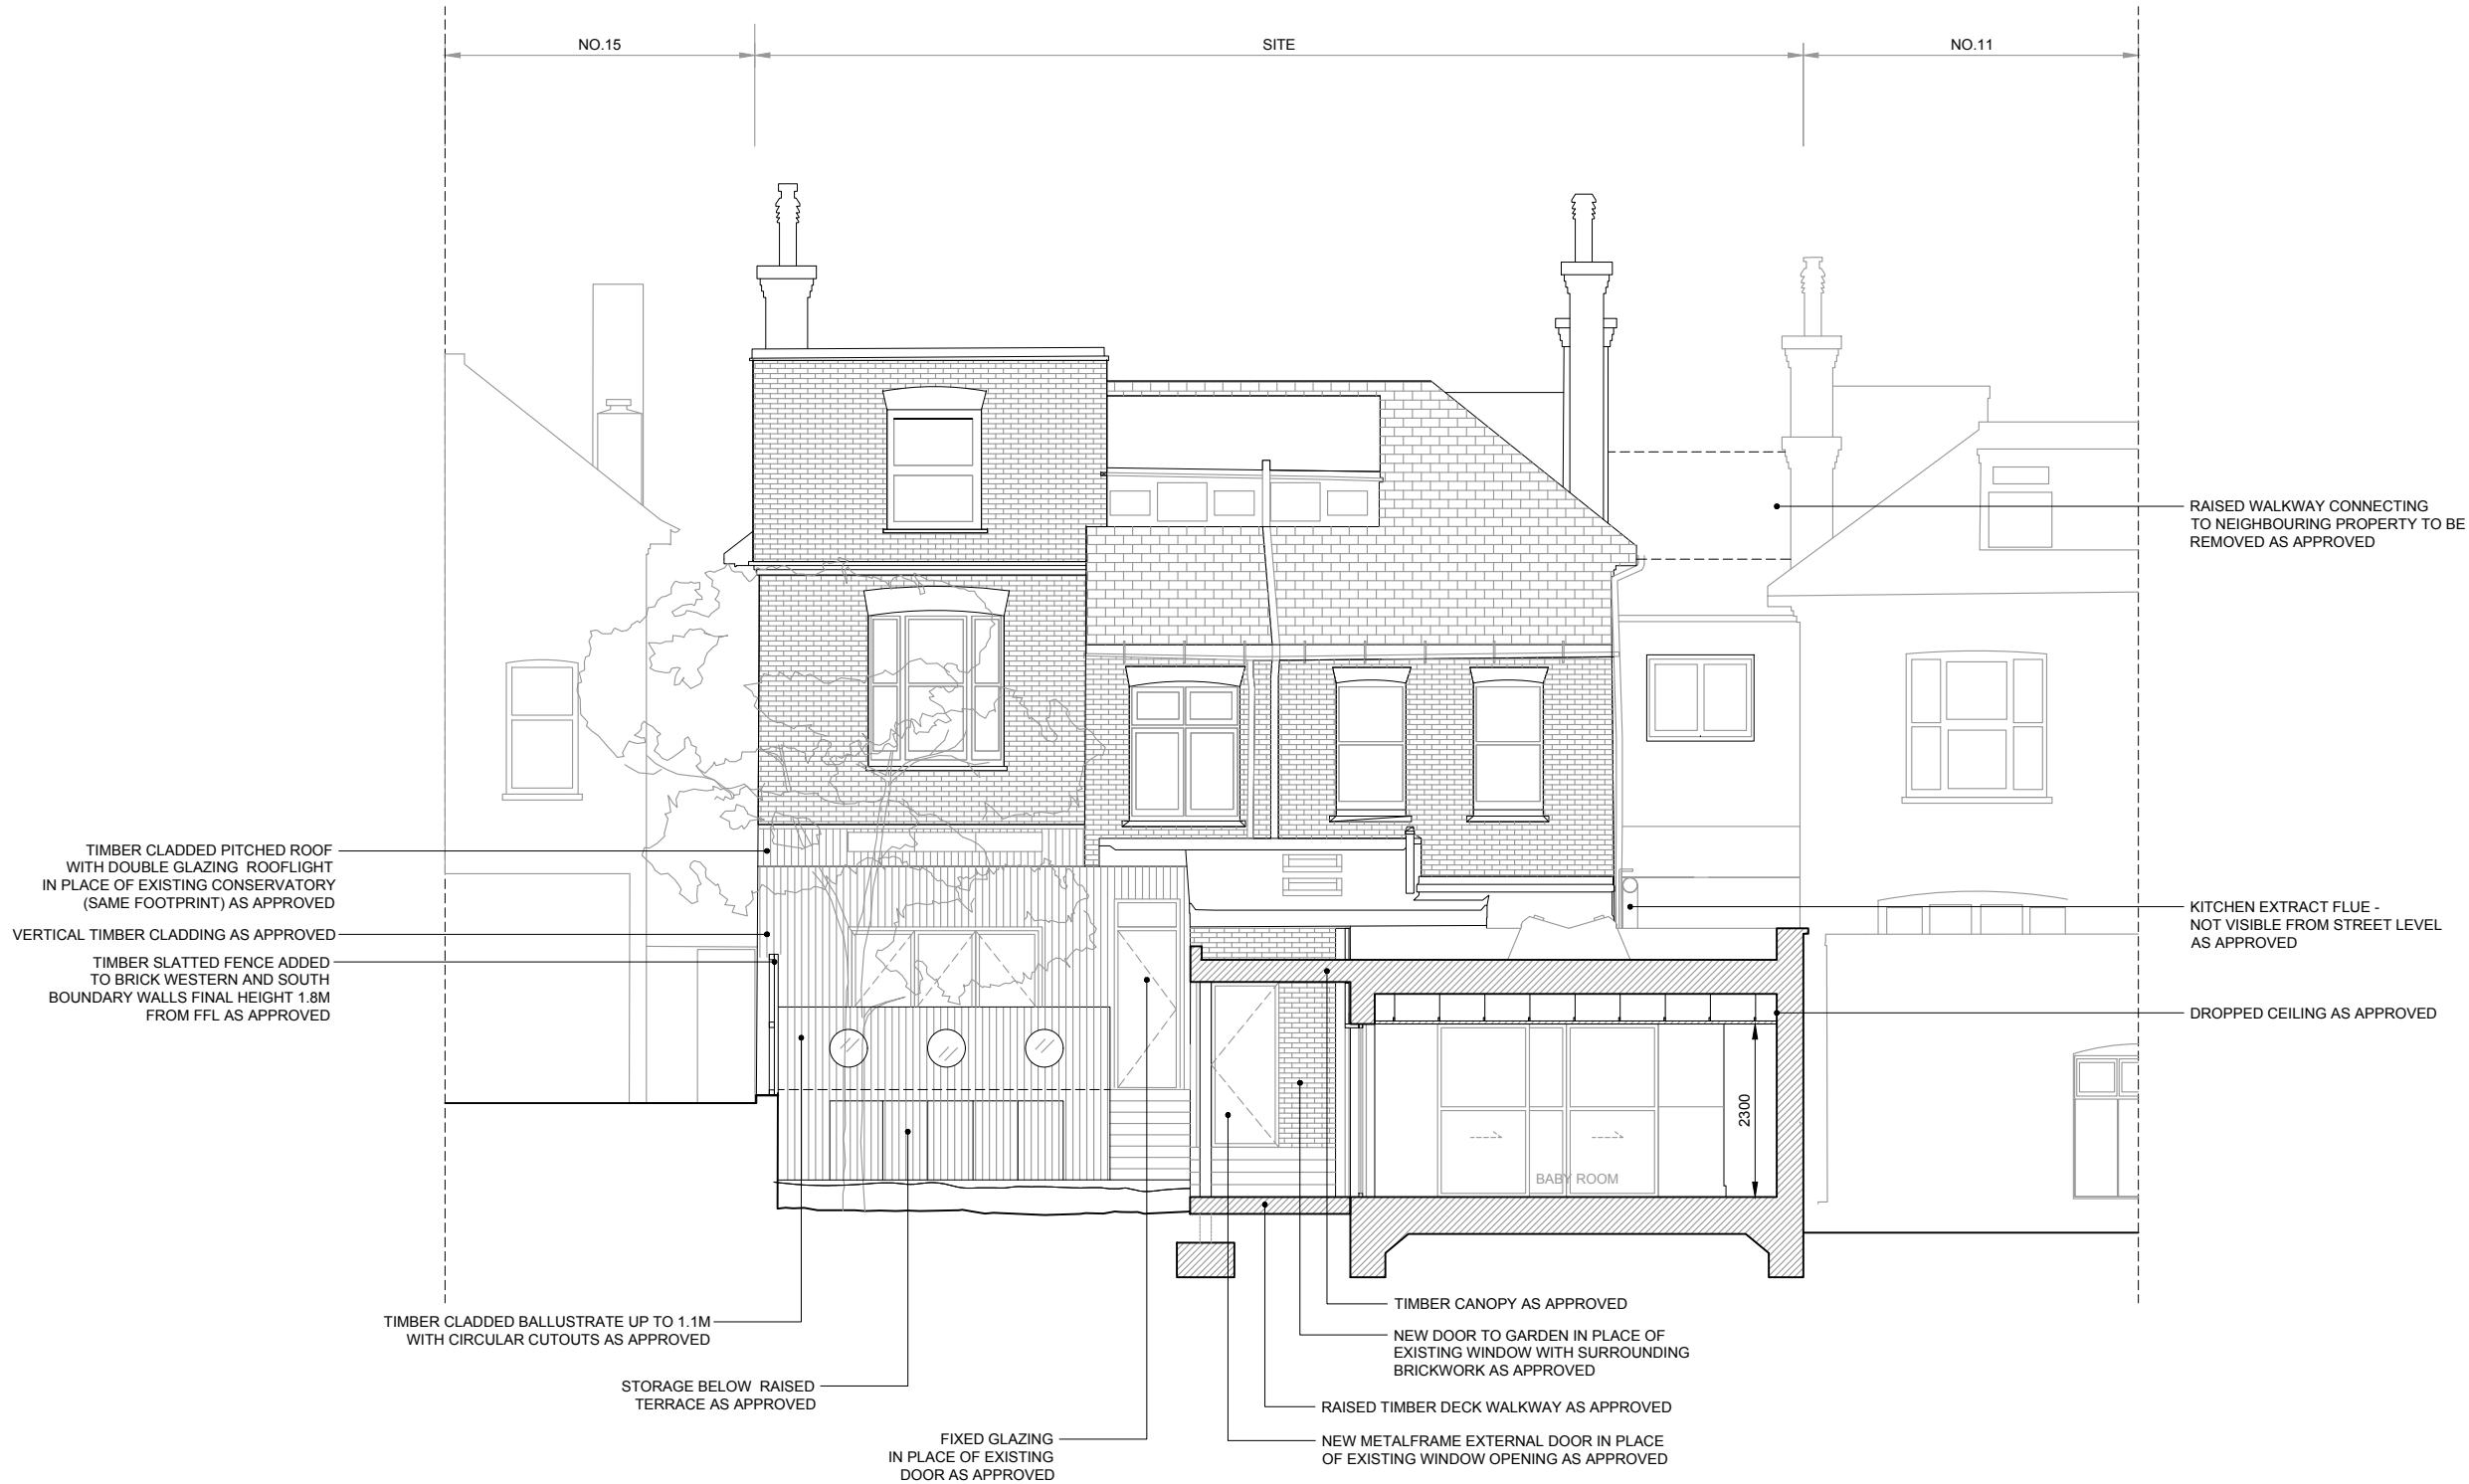 NO.15
SITE
NO.11
RAISED WALKWAY CONNECTING
TO NEIGHBOURING PROPERTY TO BE
REMOVED AS APPROVED
TIMBER CLADDED PITCHED ROOF
WITH DOUBLE GLAZING ROOFLIGHT
IN PLACE OF EXISTING CONSERVATORY
(SAME FOOTPRINT) AS APPROVED
VERTICAL TIMBER CLADDING AS APPROVED
TIMBER SLATTED FENCE ADDED
TO BRICK WESTERN AND SOUTH
BOUNDARY WALLS FINAL HEIGHT 1.8M
FROM FFL AS APPROVED
KITCHEN EXTRACT FLUE -
NOT VISIBLE FROM STREET LEVEL
AS APPROVED
DROPPED CEILING AS APPROVED
2300
BABY ROOM
TIMBER CLADDED BALLUSTRATE UP TO 1.1M
WITH CIRCULAR CUTOUTS AS APPROVED
STORAGE BELOW RAISED
TERRACE AS APPROVED
FIXED GLAZING
IN PLACE OF EXISTING
DOOR AS APPROVED
TIMBER CANOPY AS APPROVED
NEW DOOR TO GARDEN IN PLACE OF
EXISTING WINDOW WITH SURROUNDING
BRICKWORK AS APPROVED
RAISED TIMBER DECK WALKWAY AS APPROVED
NEW METALFRAME EXTERNAL DOOR IN PLACE
OF EXISTING WINDOW OPENING AS APPROVED